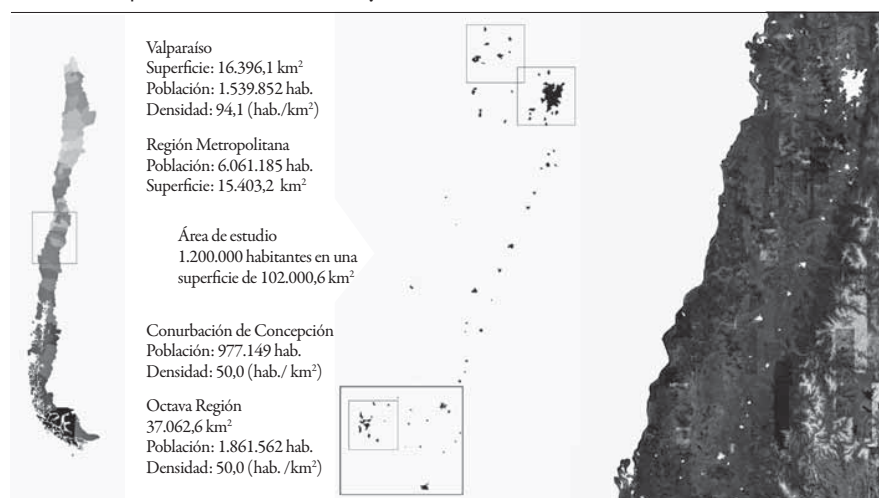 Valparaíso
Superficie: 16.396,1 km²
Población: 1.539.852 hab.
Densidad: 94,1 (hab./km²)
Región Metropolitana
Población: 6.061.185 hab.
Superficie: 15.403,2 km²
Área de estudio
1.200.000 habitantes en una
superficie de 102.000,6 km²
Conurbación de Concepción
Población: 977.149 hab.
Densidad: 50,0 (hab./ km²)
Octava Región
37.062,6 km²
Población: 1.861.562 hab.
Densidad: 50,0 (hab. /km²)